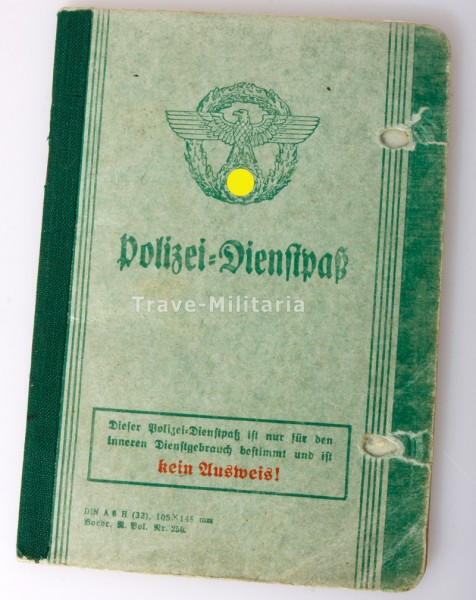 Polizei-Dienstpaß
Trave-Militaria
Dieser Polizei-Dienstpaß ist nur für den
inneren Dienstgebrauch bestimmt und ist
kein Ausweis!
DIN A 6 H (32), 105×148 mm
Vordr. R. Pol. Nr. 256.